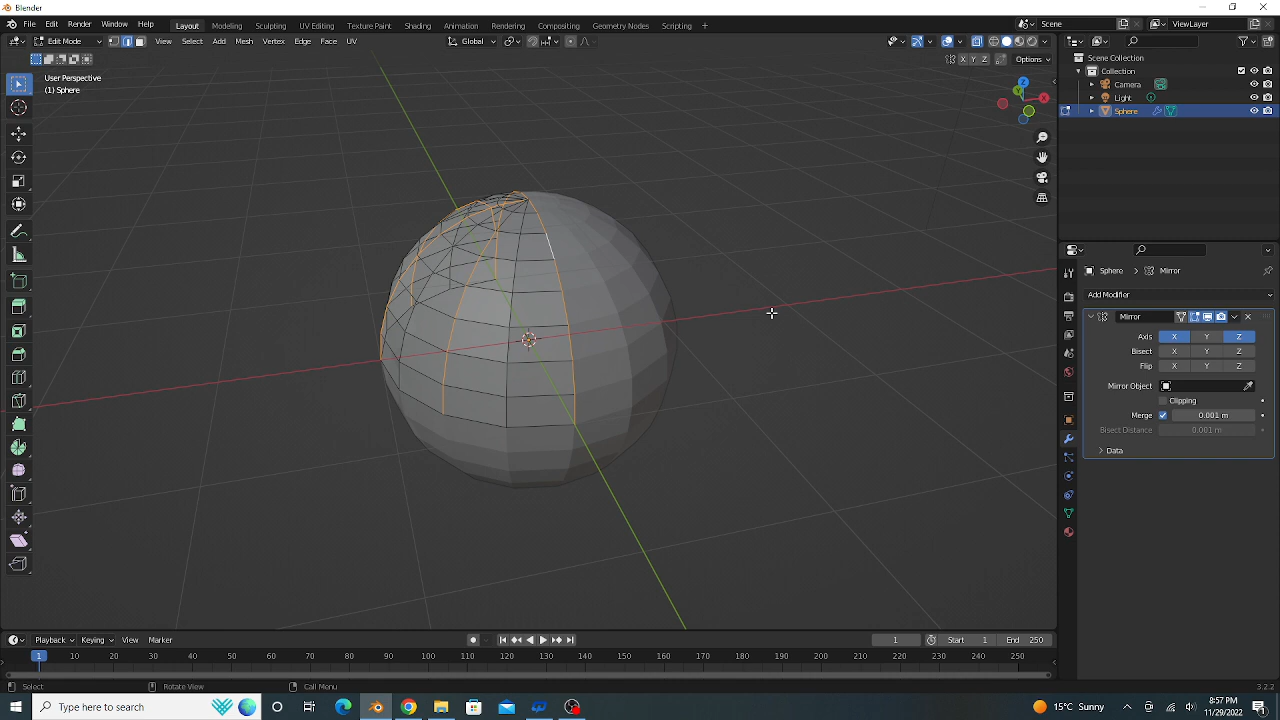 Blender
File Edit Render Window Help Layout Modeling Sculpting UV Editing Texture Paint Shading Animation Rendering Compositing Geometry Nodes Scripting + Scene ViewLayer
Edit Mode View Select Add Mesh Vertex Edge Face UV Global
X Y Z Options
User Perspective
(1) Sphere
Z
Y
X
Scene Collection
Collection
Camera
Light
Sphere
Sphere Mirror
Add Modifier
Mirror
Axis X Y Z
Bisect X Y Z
Flip X Y Z
Mirror Object
Clipping
Merge 0.001 m
Bisect Distance 0.001 m
Data
Playback Keying View Marker 1 Start 1 End 250
1 10 20 30 40 50 60 70 80 90 100 110 120 130 140 150 160 170 180 190 200 210 220 230 240 250
Select Rotate View Call Menu 3.2.2
Type here to search 15°C Sunny 8:57 PM
11/29/2022